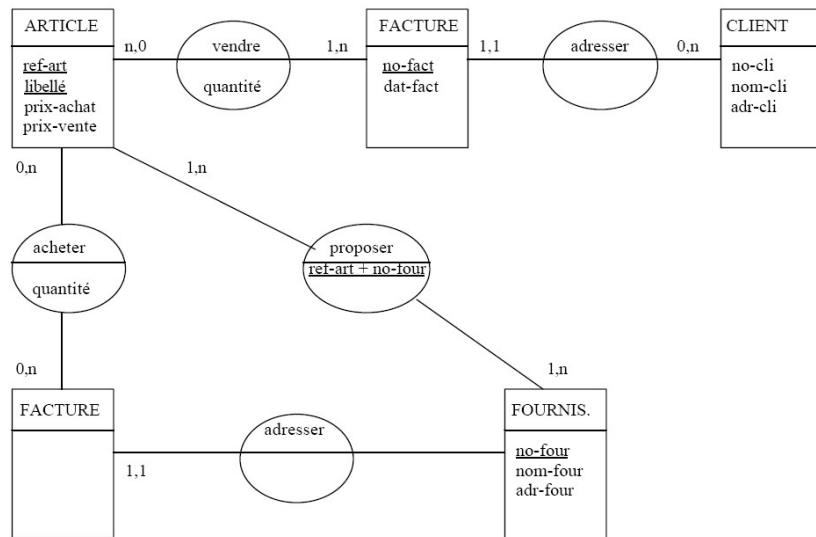 ARTICLE
ref-art
libellé
prix-achat
prix-vente
n,0
vendre
quantité
1,n
FACTURE
no-fact
dat-fact
1,1
adresser
0,n
CLIENT
no-cli
nom-cli
adr-cli
0,n
1,n
acheter
quantité
proposer
ref-art + no-four
0,n
1,n
FACTURE
1,1
adresser
FOURNIS.
no-four
nom-four
adr-four